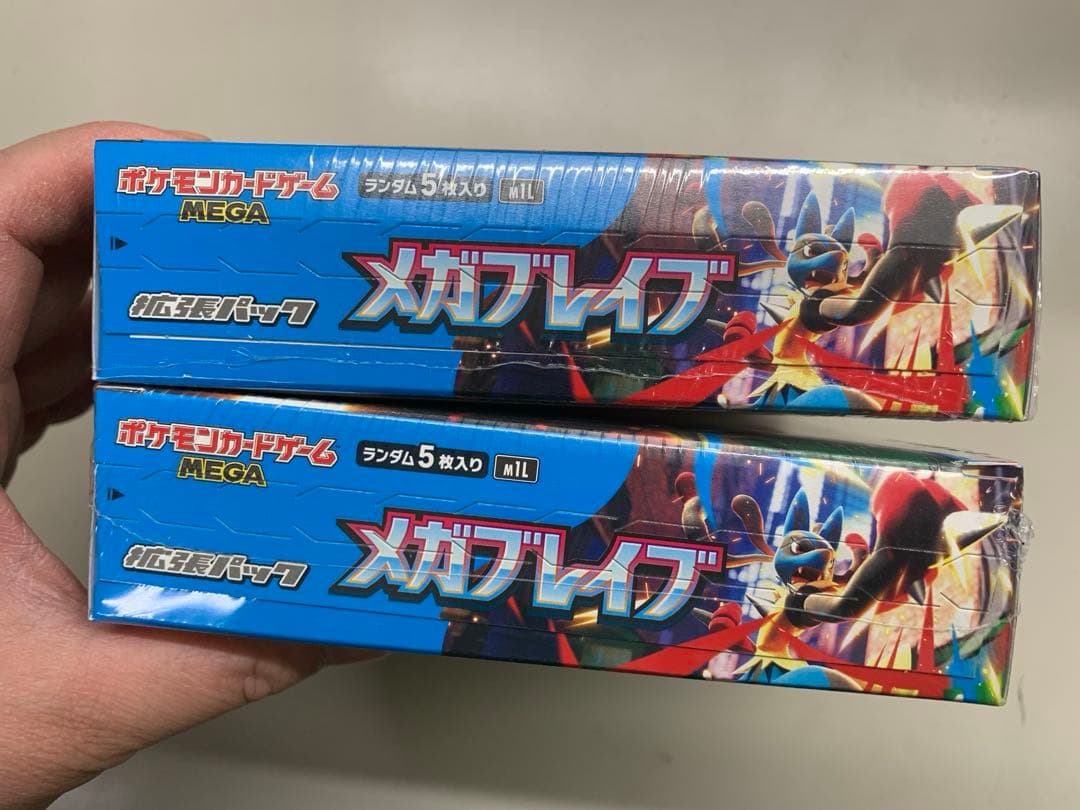 ポケモンカードゲーム
MEGA
ランダム5枚入り M1L
拡張パック
メガブレイブ
ポケモンカードゲーム
MEGA
ランダム5枚入り M1L
拡張パック
メガブレイブ